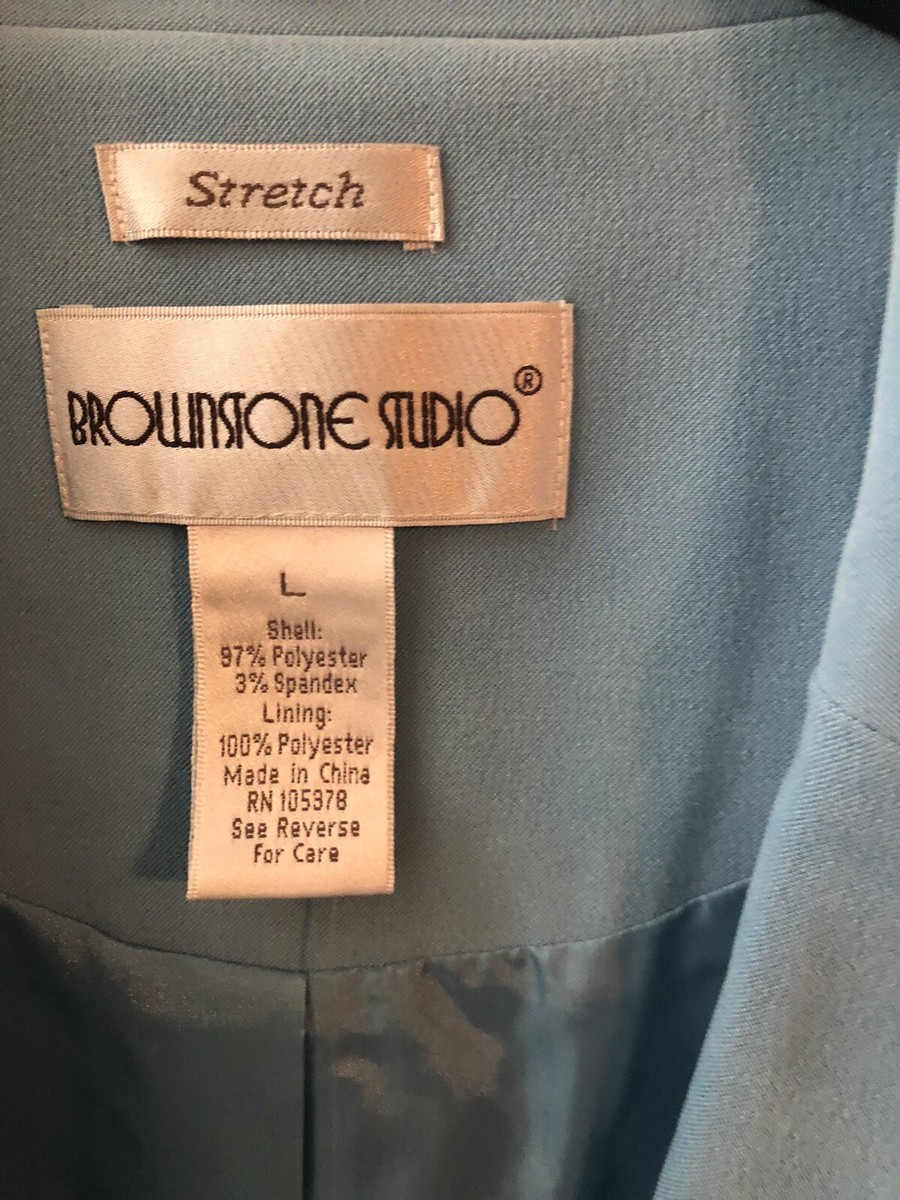 Stretch
BROWNSTONE STUDIO®
L
Shell:
97% Polyester
3% Spandex
Lining:
100% Polyester
Made in China
RN 105378
See Reverse
For Care